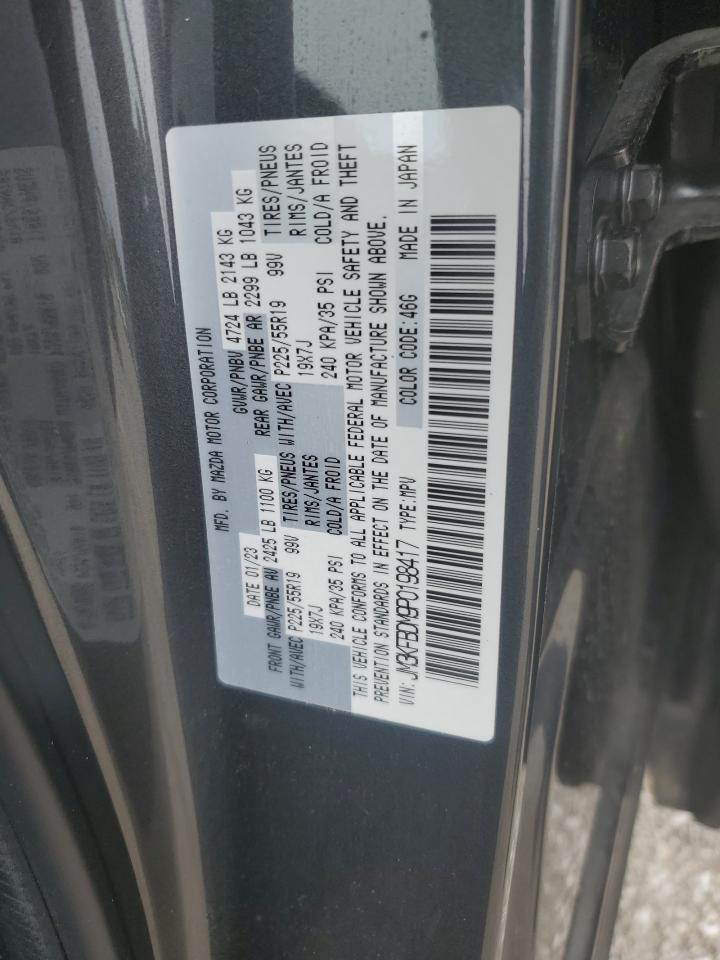 MFD. BY MAZDA MOTOR CORPORATION
DATE 01/23 GVWR/PNBV 4724 LB 2143 KG
FRONT GAWR/PNBE AV 2425 LB 1100 KG REAR GAWR/PNBE AR 2299 LB 1043 KG
WITH/AVEC P225/55R19 99V TIRES/PNEUS WITH/AVEC P225/55R19 99V TIRES/PNEUS
19X7J RIMS/JANTES 19X7J RIMS/JANTES
240 KPA/35 PSI COLD/A FROID 240 KPA/35 PSI COLD/A FROID
THIS VEHICLE CONFORMS TO ALL APPLICABLE FEDERAL MOTOR VEHICLE SAFETY AND THEFT
PREVENTION STANDARDS IN EFFECT ON THE DATE OF MANUFACTURE SHOWN ABOVE.
VIN: JM3KFBDM9P0198417 TYPE:MPV COLOR CODE:46G MADE IN JAPAN